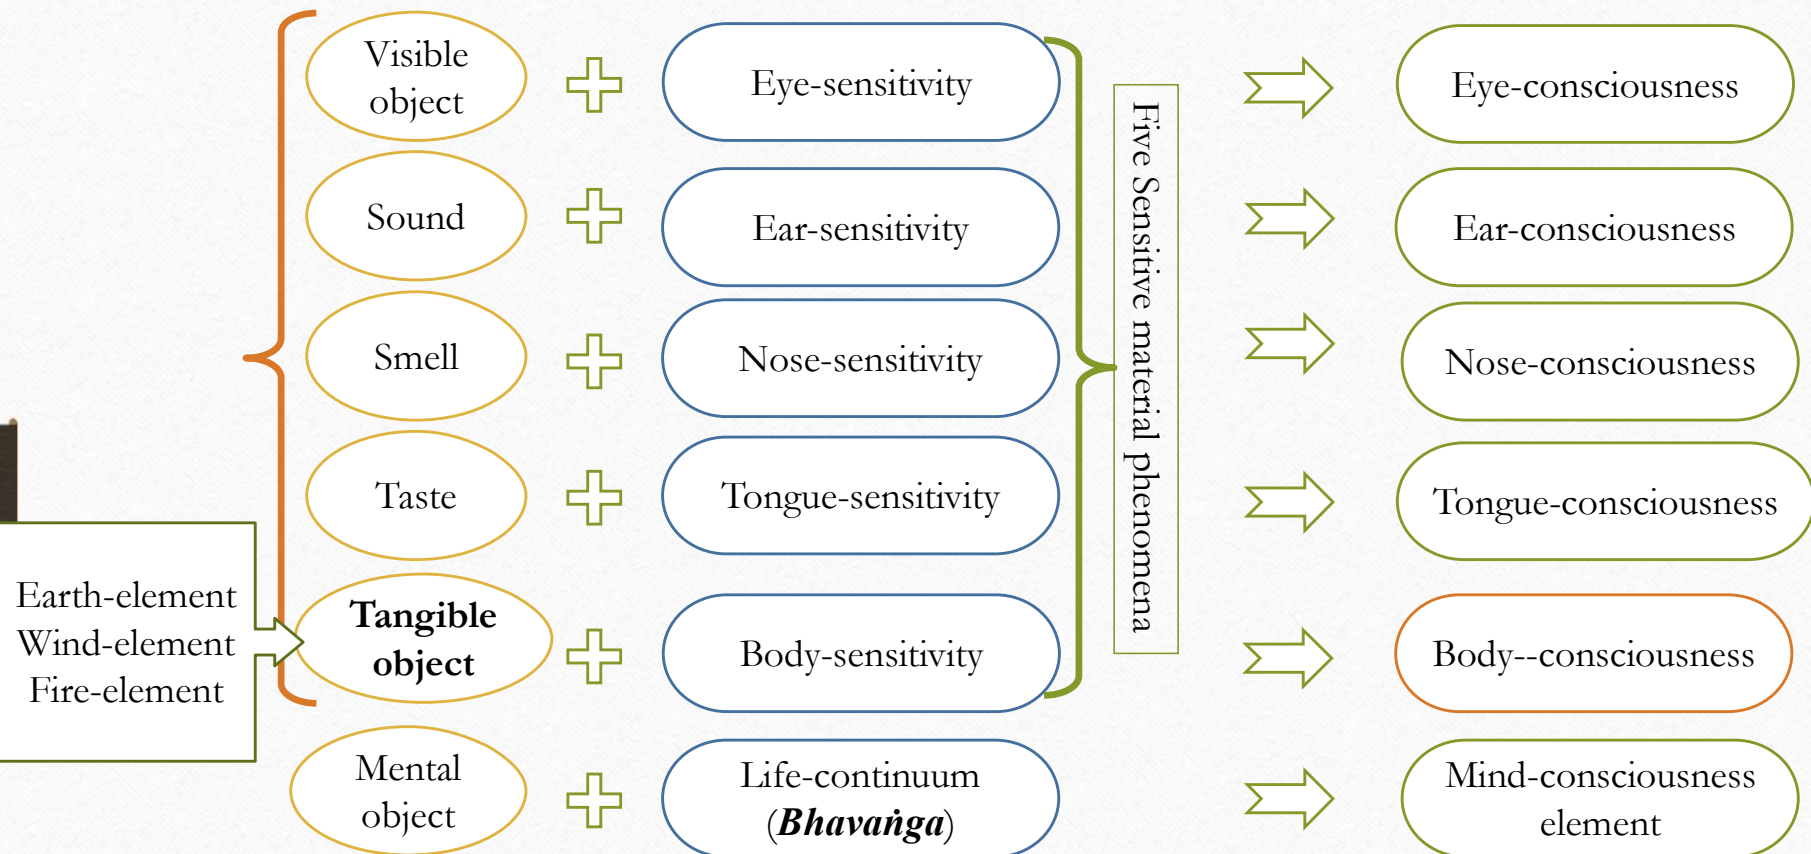 Visible
object
Eye-sensitivity
Eye-consciousness
Sound
Ear-sensitivity
Ear-consciousness
Smell
Nose-sensitivity
Nose-consciousness
Taste
Tongue-sensitivity
Tongue-consciousness
Tangible
object
Body-sensitivity
Body--consciousness
Mental
object
Life-continuum
(Bhavaṅga)
Mind-consciousness
element
Five Sensitive material phenomena
Earth-element
Wind-element
Fire-element